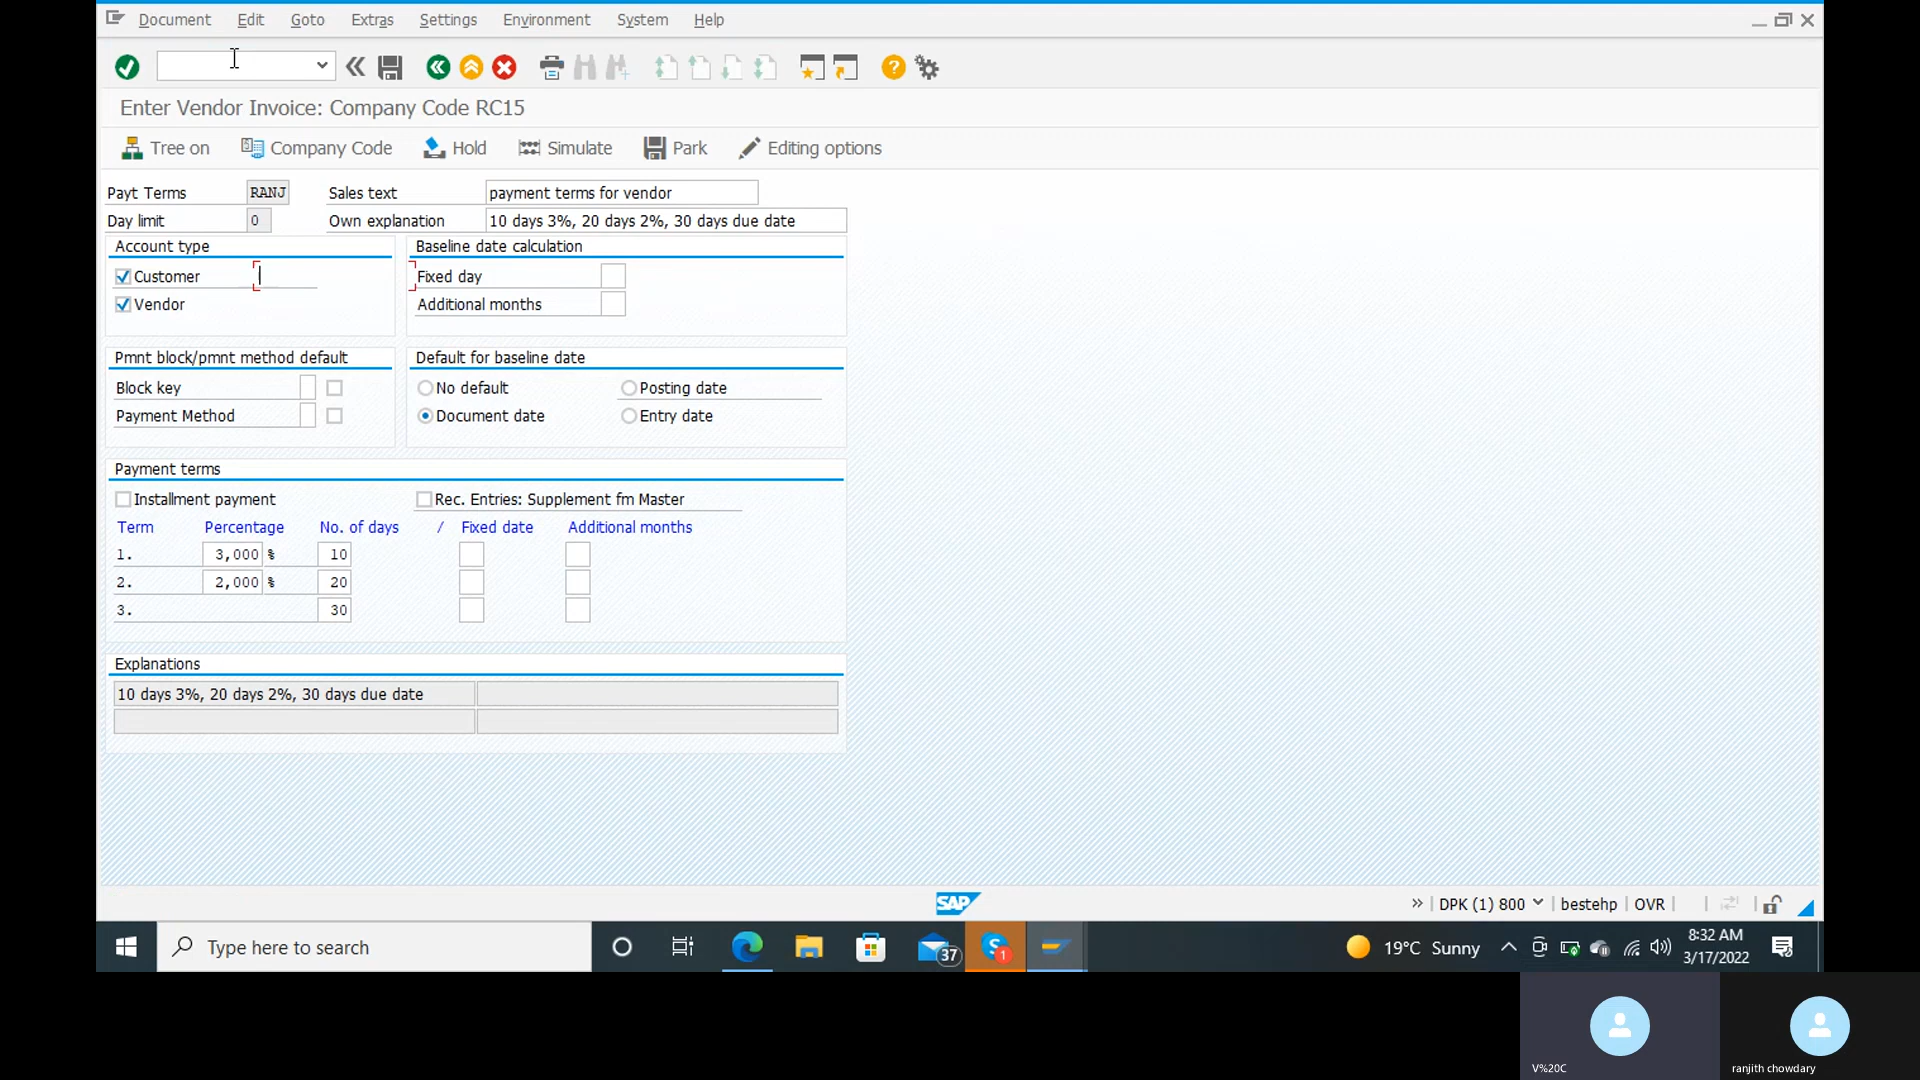 Document Edit Goto Extras Settings Environment System Help
Enter Vendor Invoice: Company Code RC15
Tree on Company Code Hold Simulate Park Editing options
Payt Terms RANJ Sales text payment terms for vendor
Day limit 0 Own explanation 10 days 3%, 20 days 2%, 30 days due date
Account type Baseline date calculation
Customer Fixed day
Vendor Additional months
Pmnt block/pmnt method default Default for baseline date
Block key No default Posting date
Payment Method Document date Entry date
Payment terms
Installment payment Rec. Entries: Supplement fm Master
Term Percentage No. of days / Fixed date Additional months
1. 3,000 % 10
2. 2,000 % 20
3. 30
Explanations
10 days 3%, 20 days 2%, 30 days due date
SAP » DPK (1) 800 bestehp OVR
Type here to search 37 S 1 19°C Sunny 8:32 AM
3/17/2022
V%20C ranjith chowdary